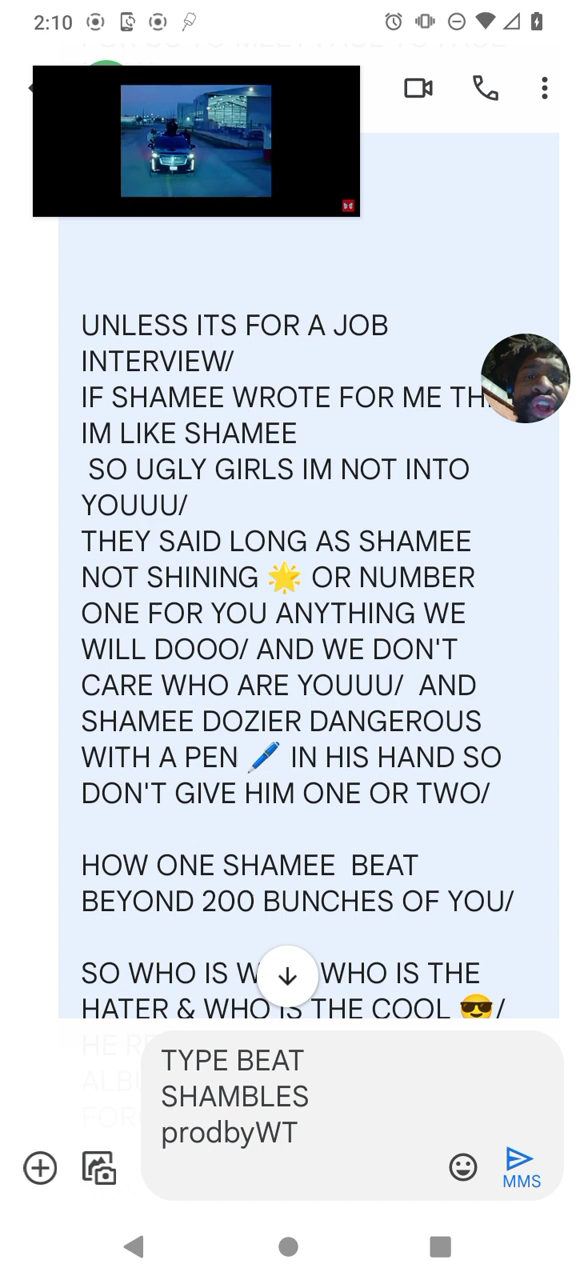 2:10
UNLESS ITS FOR A JOB
INTERVIEW/
IF SHAMEE WROTE FOR ME
IM LIKE SHAMEE
SO UGLY GIRLS IM NOT INTO
YOUUU/
THEY SAID LONG AS SHAMEE
NOT SHINING 🌟 OR NUMBER
ONE FOR YOU ANYTHING WE
WILL DOOO/ AND WE DON'T
CARE WHO ARE YOUUU/ AND
SHAMEE DOZIER DANGEROUS
WITH A PEN 🖊️ IN HIS HAND SO
DON'T GIVE HIM ONE OR TWO/
HOW ONE SHAMEE BEAT
BEYOND 200 BUNCHES OF YOU/
SO WHO IS WHO IS THE
HATER & WHO IS THE COOL 😎/
TYPE BEAT
SHAMBLES
prodbyWT
MMS